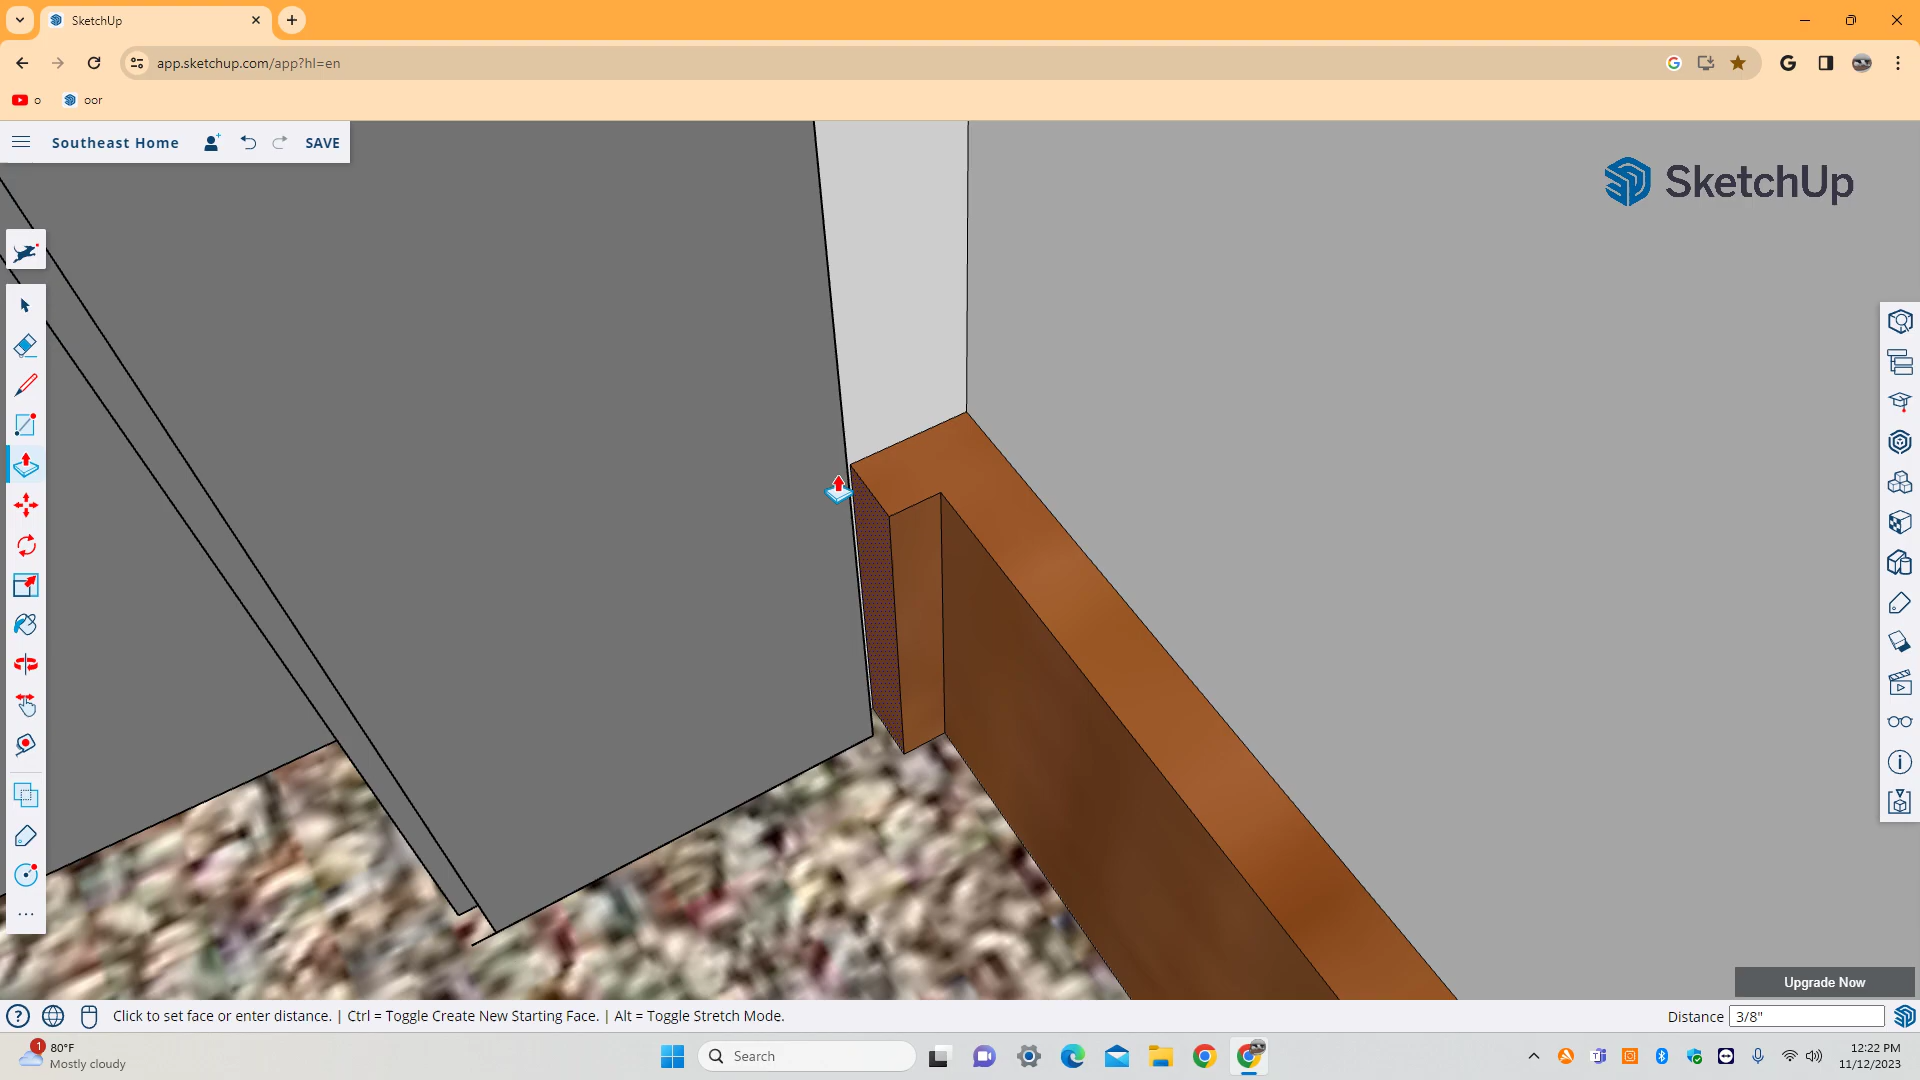 SketchUp
app.sketchup.com/app?hl=en
o
oor
Southeast Home
SAVE
SketchUp
Upgrade Now
Click to set face or enter distance. | Ctrl = Toggle Create New Starting Face. | Alt = Toggle Stretch Mode.
Distance 3/8"
1
80°F
Mostly cloudy
Search
12:22 PM
11/12/2023